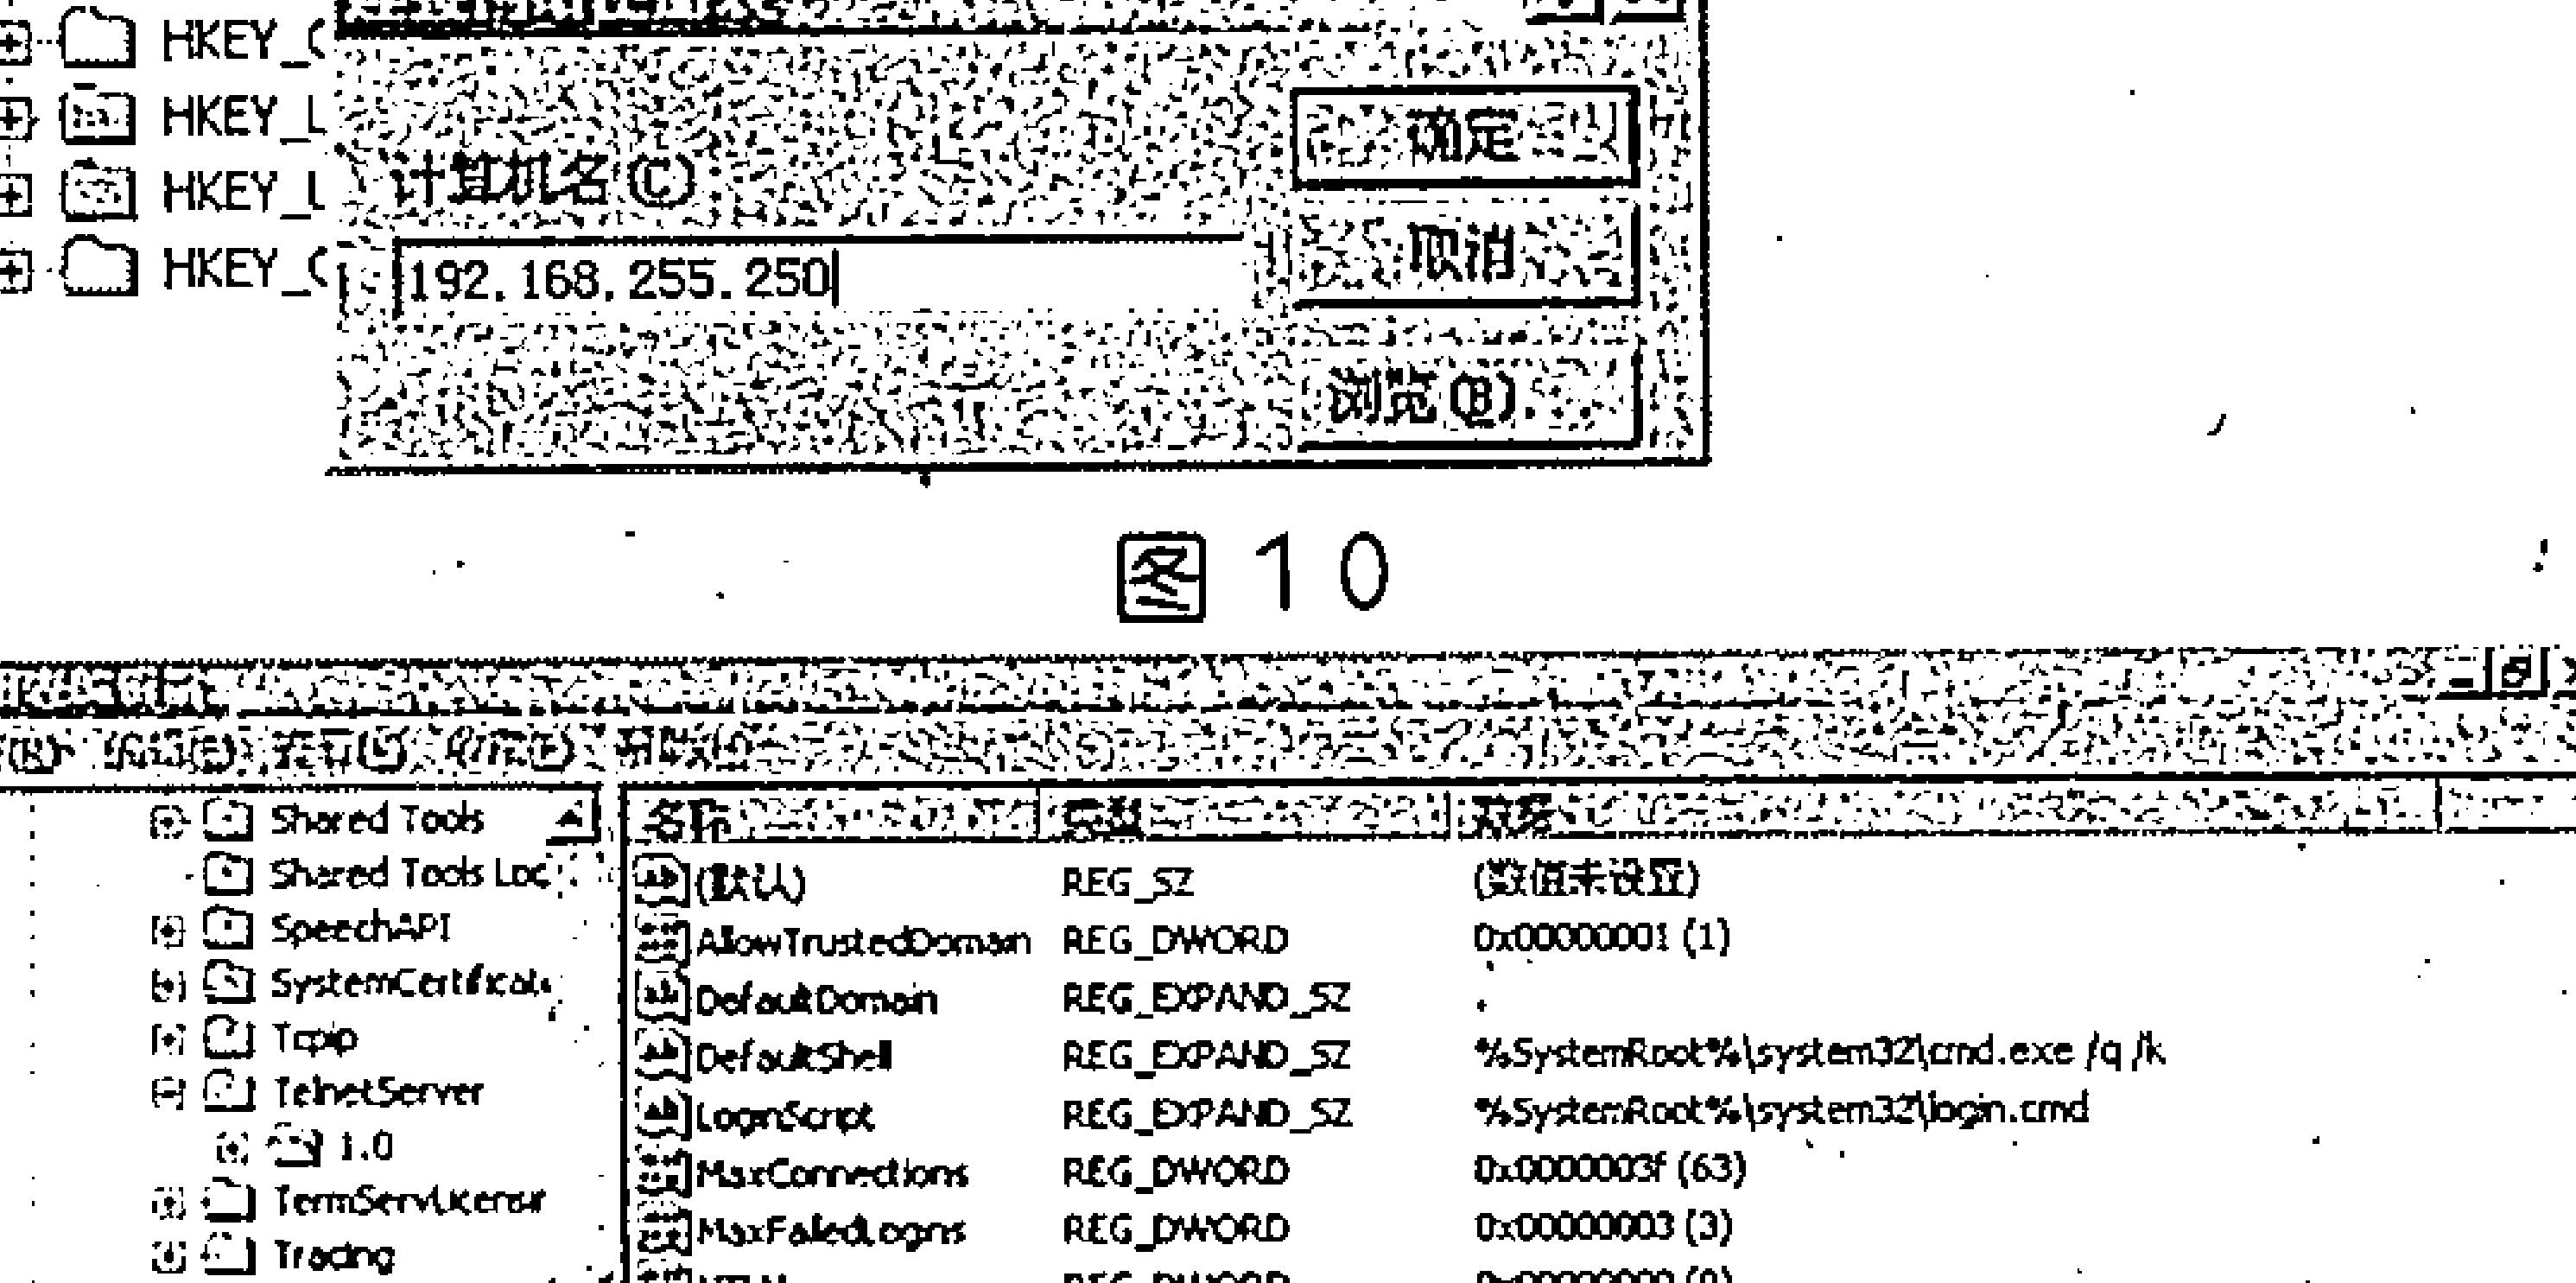 HKEY_C
HKEY_L
HKEY_L
HKEY_C
计算机名(C)
192.168.255.250
确定
取消
浏览(B)
图 10
Shared Tools
Shared Tools Loc
SpeechAPI
SystemCertificat
Tcpip
TelnetServer
1.0
Tracing
名称 类型 数据
(默认) REG_SZ (数值未设置)
AllowTrustedDomain REG_DWORD 0x00000001 (1)
DefaultDomain REG_EXPAND_SZ .
DefaultShell REG_EXPAND_SZ %SystemRoot%\system32\cmd.exe /q /k
LoginScript REG_EXPAND_SZ %SystemRoot%\system32\login.cmd
MaxConnections REG_DWORD 0x0000003f (63)
MaxFailedLogins REG_DWORD 0x00000003 (3)
REG_DWORD 0x00000000 (0)